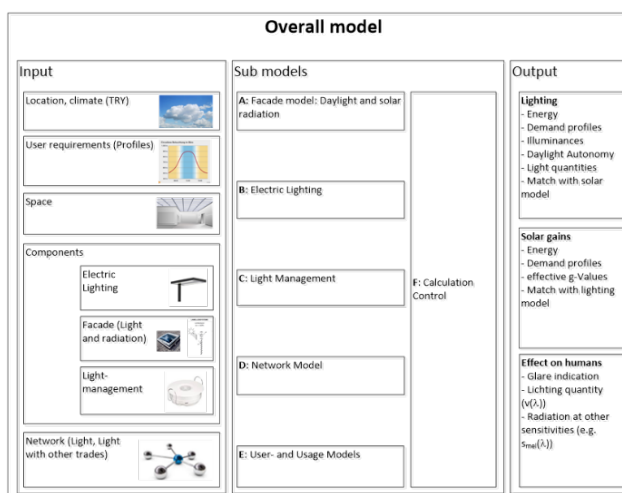 Overall model
Input
Location, climate (TRY)
User requirements (Profiles)
Space
Components
Electric
Lighting
Facade (Light
and radiation)
Light-
management
Network (Light, Light
with other trades)
Sub models
A: Facade model: Daylight and solar
radiation
B: Electric Lighting
C: Light Management
D: Network Model
E: User- and Usage Models
F: Calculation
Control
Output
Lighting
- Energy
- Demand profiles
- Illuminances
- Daylight Autonomy
- Light quantities
- Match with solar
model
Solar gains
- Energy
- Demand profiles
- effective g-Values
- Match with lighting
model
Effect on humans
- Glare indication
- Lichting quantity
(v(λ))
- Radiation at other
sensitivities (e.g.
smel(λ))